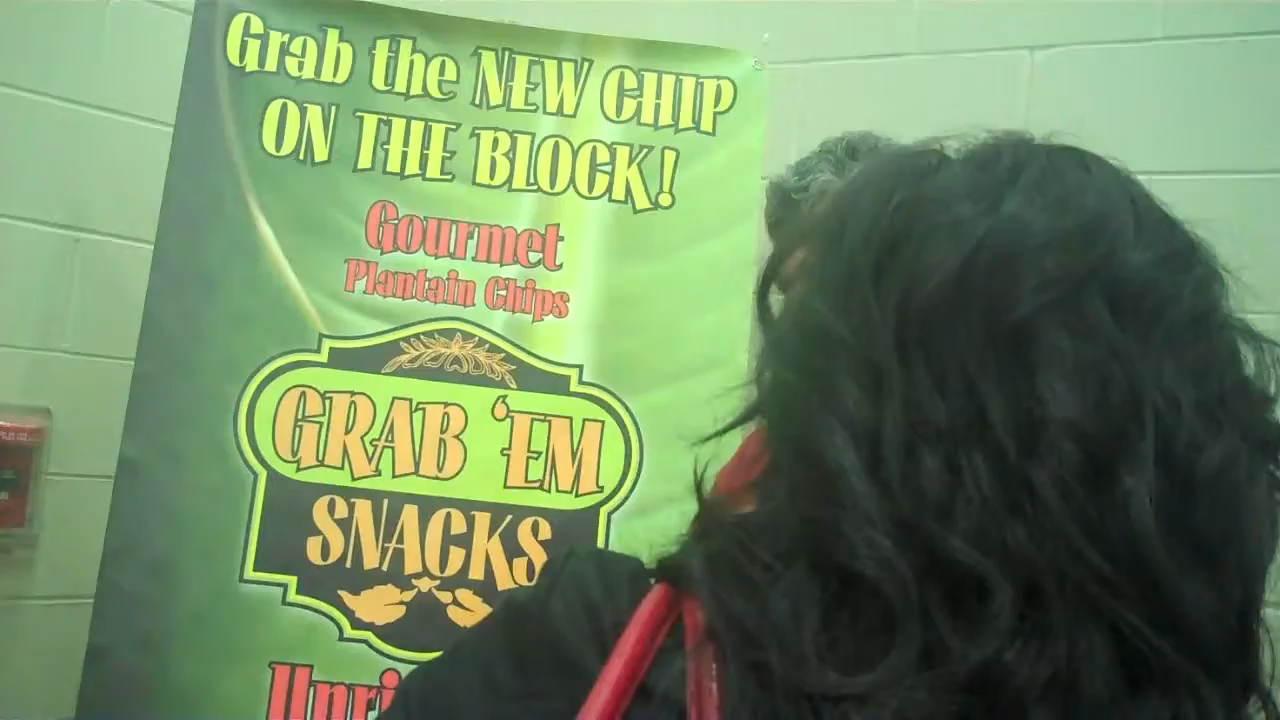 Grab the NEW CHIP
ON THE BLOCK!
Gourmet
Plantain Chips
GRAB 'EM
SNACKS